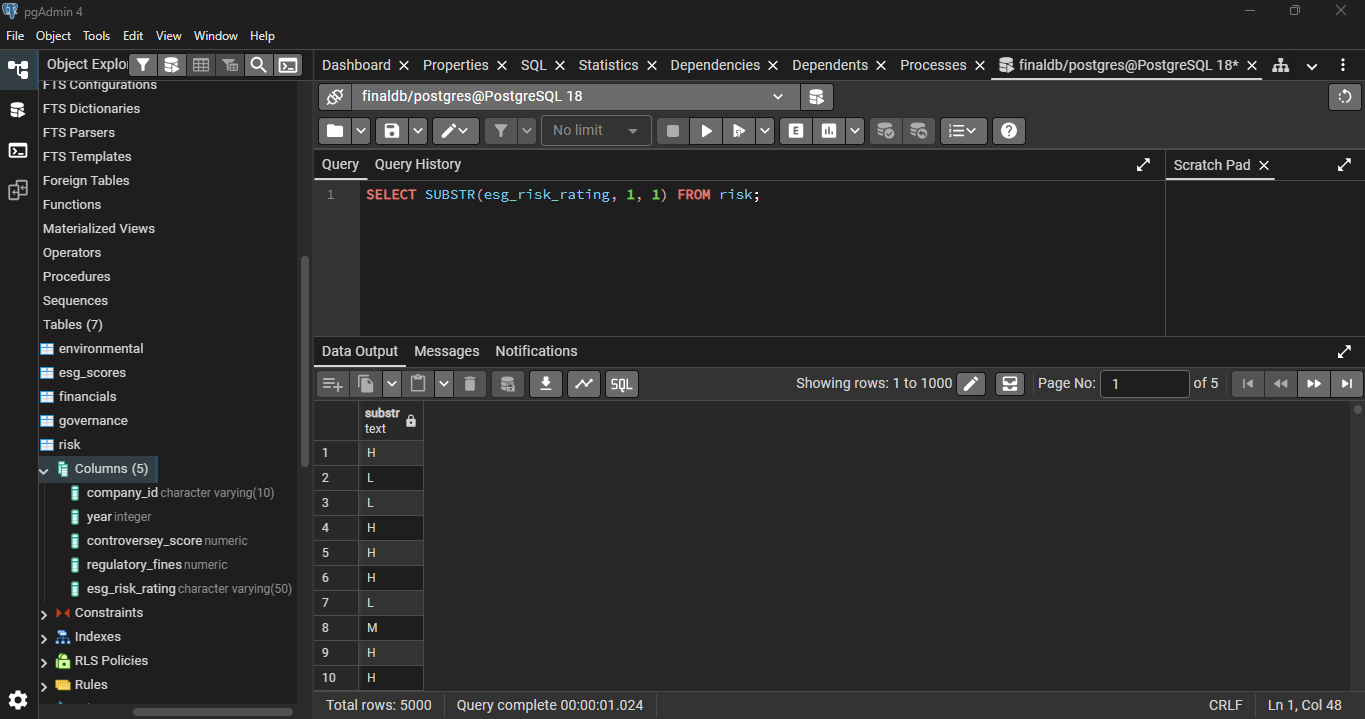 pgAdmin 4
File Object Tools Edit View Window Help
Object Explo
Dashboard Properties SQL Statistics Dependencies Dependents Processes finaldb/postgres@PostgreSQL 18*
finaldb/postgres@PostgreSQL 18
No limit
E
Query Query History
Scratch Pad
1 SELECT SUBSTR(esg_risk_rating, 1, 1) FROM risk;
FTS Configurations
FTS Dictionaries
FTS Parsers
FTS Templates
Foreign Tables
Functions
Materialized Views
Operators
Procedures
Sequences
Tables (7)
environmental
esg_scores
financials
governance
risk
Columns (5)
company_id character varying(10)
year integer
controversey_score numeric
regulatory_fines numeric
esg_risk_rating character varying(50)
Constraints
Indexes
RLS Policies
Rules
Data Output Messages Notifications
SQL
Showing rows: 1 to 1000
Page No: 1 of 5
substr
text
1 H
2 L
3 L
4 H
5 H
6 H
7 L
8 M
9 H
10 H
Total rows: 5000
Query complete 00:00:01.024
CRLF
Ln 1, Col 48